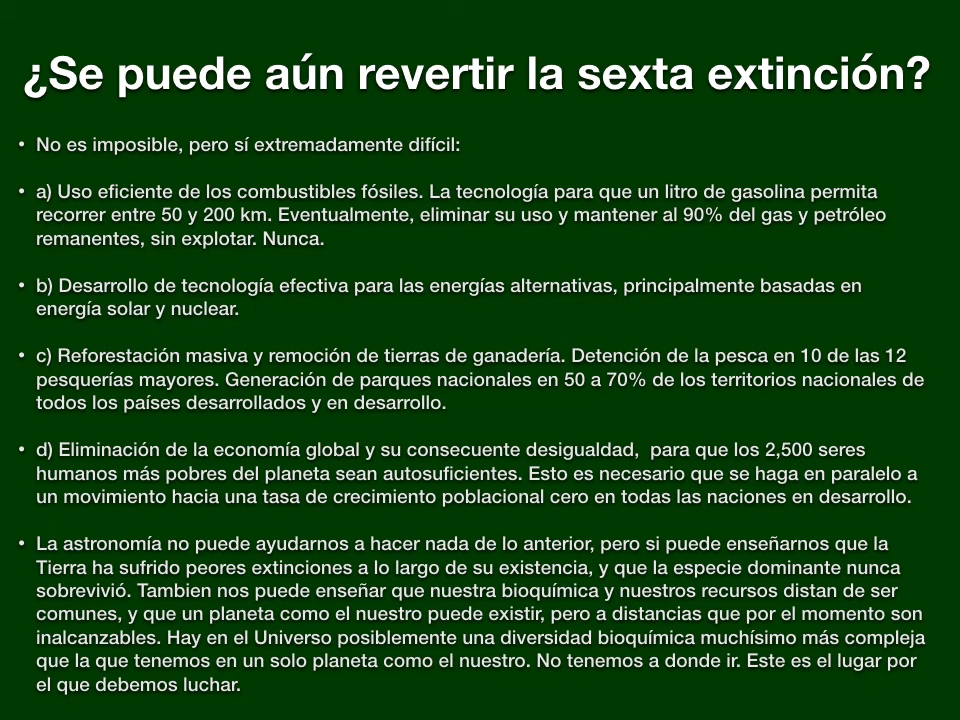 ¿Se puede aún revertir la sexta extinción?
• No es imposible, pero sí extremadamente difícil:
• a) Uso eficiente de los combustibles fósiles. La tecnología para que un litro de gasolina permita
recorrer entre 50 y 200 km. Eventualmente, eliminar su uso y mantener al 90% del gas y petróleo
remanentes, sin explotar. Nunca.
• b) Desarrollo de tecnología efectiva para las energías alternativas, principalmente basadas en
energía solar y nuclear.
• c) Reforestación masiva y remoción de tierras de ganadería. Detención de la pesca en 10 de las 12
pesquerías mayores. Generación de parques nacionales en 50 a 70% de los territorios nacionales de
todos los países desarrollados y en desarrollo.
• d) Eliminación de la economía global y su consecuente desigualdad,  para que los 2,500 seres
humanos más pobres del planeta sean autosuficientes. Esto es necesario que se haga en paralelo a
un movimiento hacia una tasa de crecimiento poblacional cero en todas las naciones en desarrollo.
• La astronomía no puede ayudarnos a hacer nada de lo anterior, pero si puede enseñarnos que la
Tierra ha sufrido peores extinciones a lo largo de su existencia, y que la especie dominante nunca
sobrevivió. Tambien nos puede enseñar que nuestra bioquímica y nuestros recursos distan de ser
comunes, y que un planeta como el nuestro puede existir, pero a distancias que por el momento son
inalcanzables. Hay en el Universo posiblemente una diversidad bioquímica muchísimo más compleja
que la que tenemos en un solo planeta como el nuestro. No tenemos a donde ir. Este es el lugar por
el que debemos luchar.